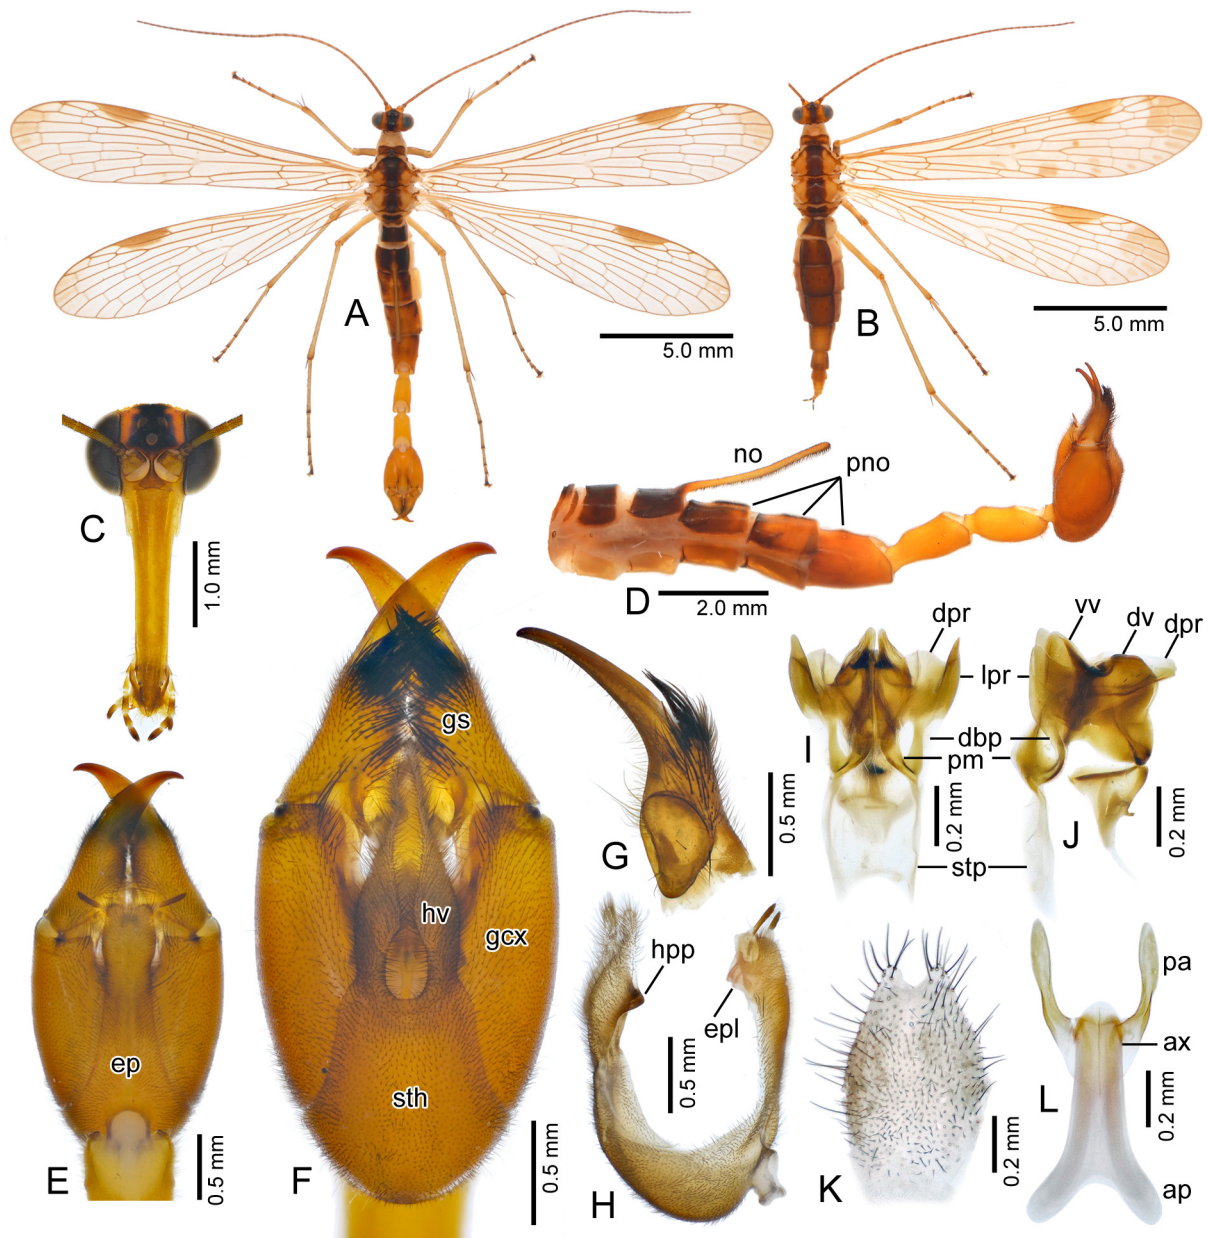 A
5.0 mm
B
5.0 mm
C
1.0 mm
no
pno
D
2.0 mm
E
ep
0.5 mm
F
gs
hv
gcx
sth
0.5 mm
G
0.5 mm
H
hpp
epl
0.5 mm
I
dpr
lpr
dbp
pm
stp
0.2 mm
J
vv
dv
dpr
0.2 mm
K
0.2 mm
L
pa
ax
ap
0.2 mm